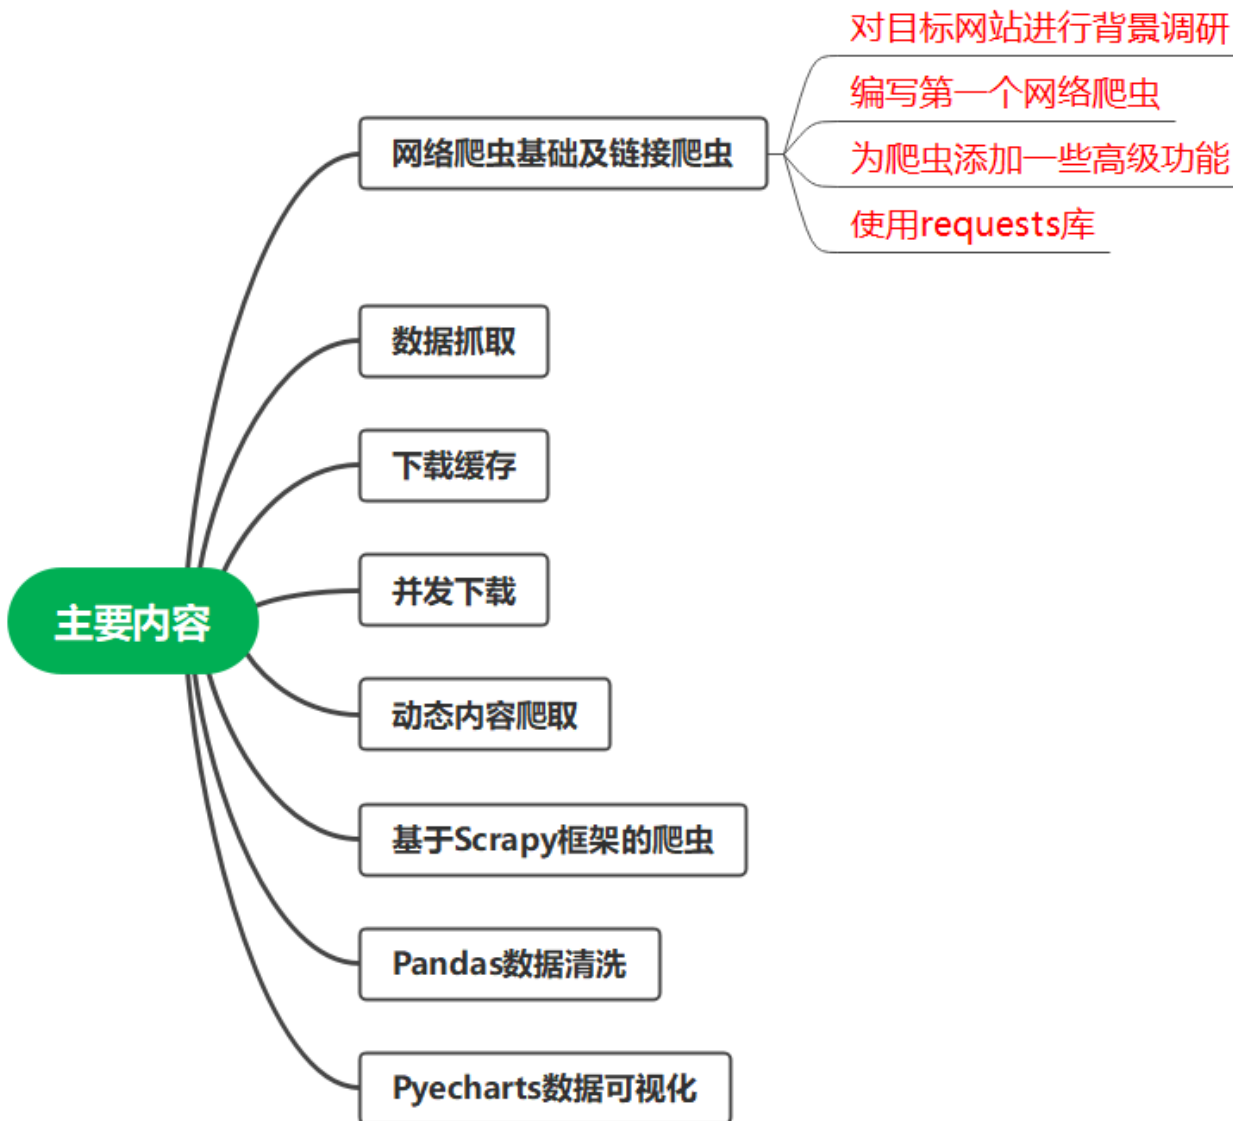 对目标网站进行背景调研
编写第一个网络爬虫
网络爬虫基础及链接爬虫
为爬虫添加一些高级功能
使用requests库
数据抓取
下载缓存
并发下载
主要内容
动态内容爬取
基于Scrapy框架的爬虫
Pandas数据清洗
Pyecharts数据可视化